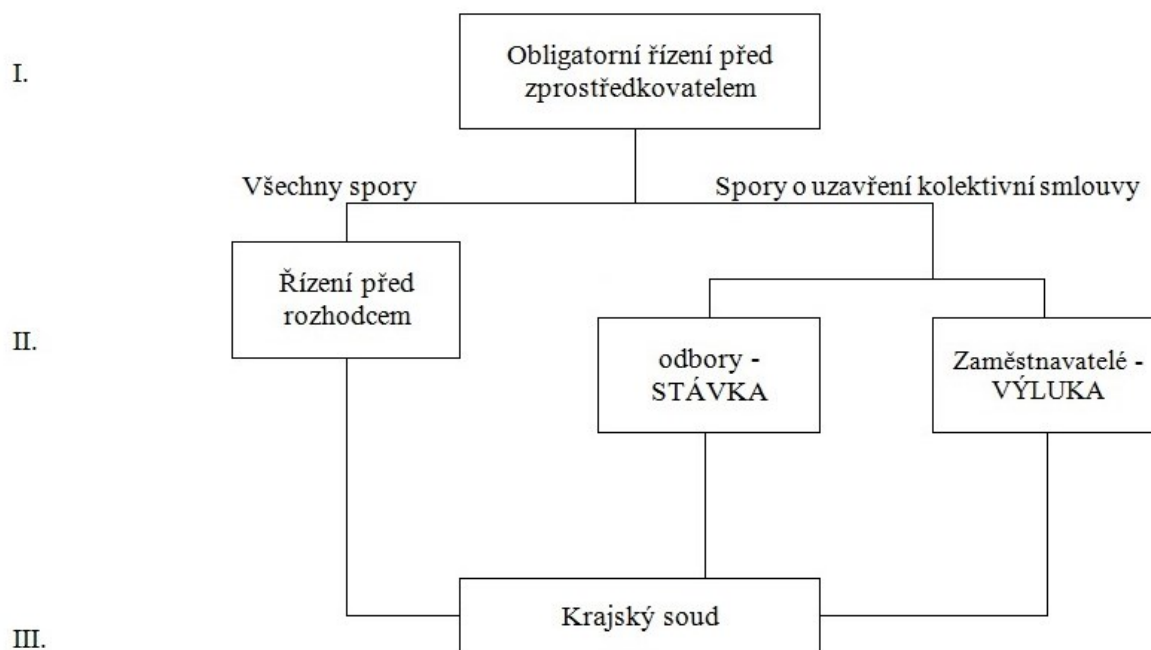 I.
Obligatorní řízení před
zprostředkovatelem
Všechny spory
Spory o uzavření kolektivní smlouvy
Řízení před
rozhodcem
II.
odbory -
STÁVKA
Zaměstnavatelé -
VÝLUKA
Krajský soud
III.